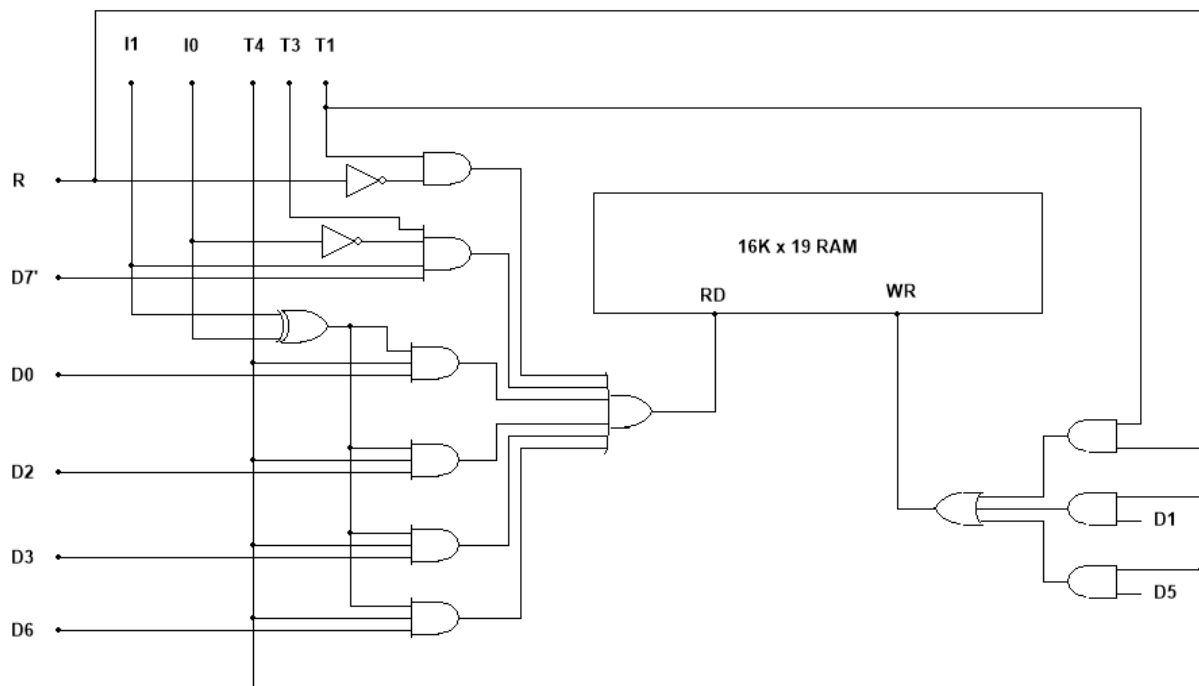 I1 I0 T4 T3 T1
R
16K x 19 RAM
D7'
RD WR
D0
D2
D1
D3
D5
D6